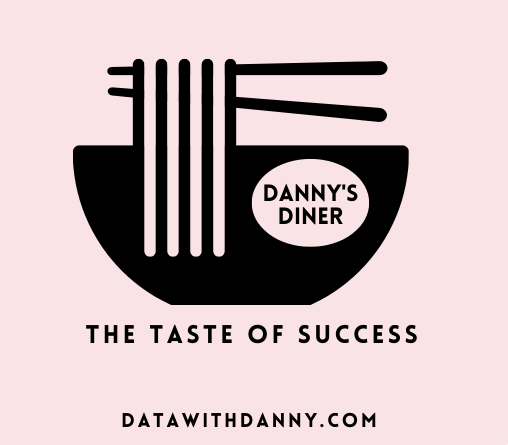 DANNY'S
DINER
THE TASTE OF SUCCESS
DATAWITHDANNY.COM